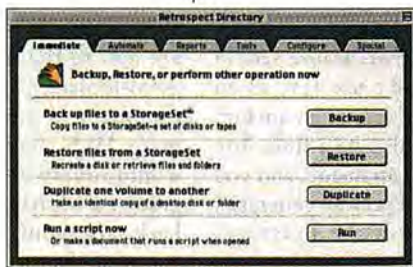 Retrospect Directory
Immediate Automate Reports Tools Configure Special
Backup, Restore, or perform other operation now
Back up files to a StorageSet™ Backup
Copy files to a StorageSet–a set of disks or tapes
Restore files from a StorageSet Restore
Recreate a disk or retrieve files and folders
Duplicate one volume to another Duplicate
Make an identical copy of a desktop disk or folder
Run a script now Run
Or make a document that runs a script when opened